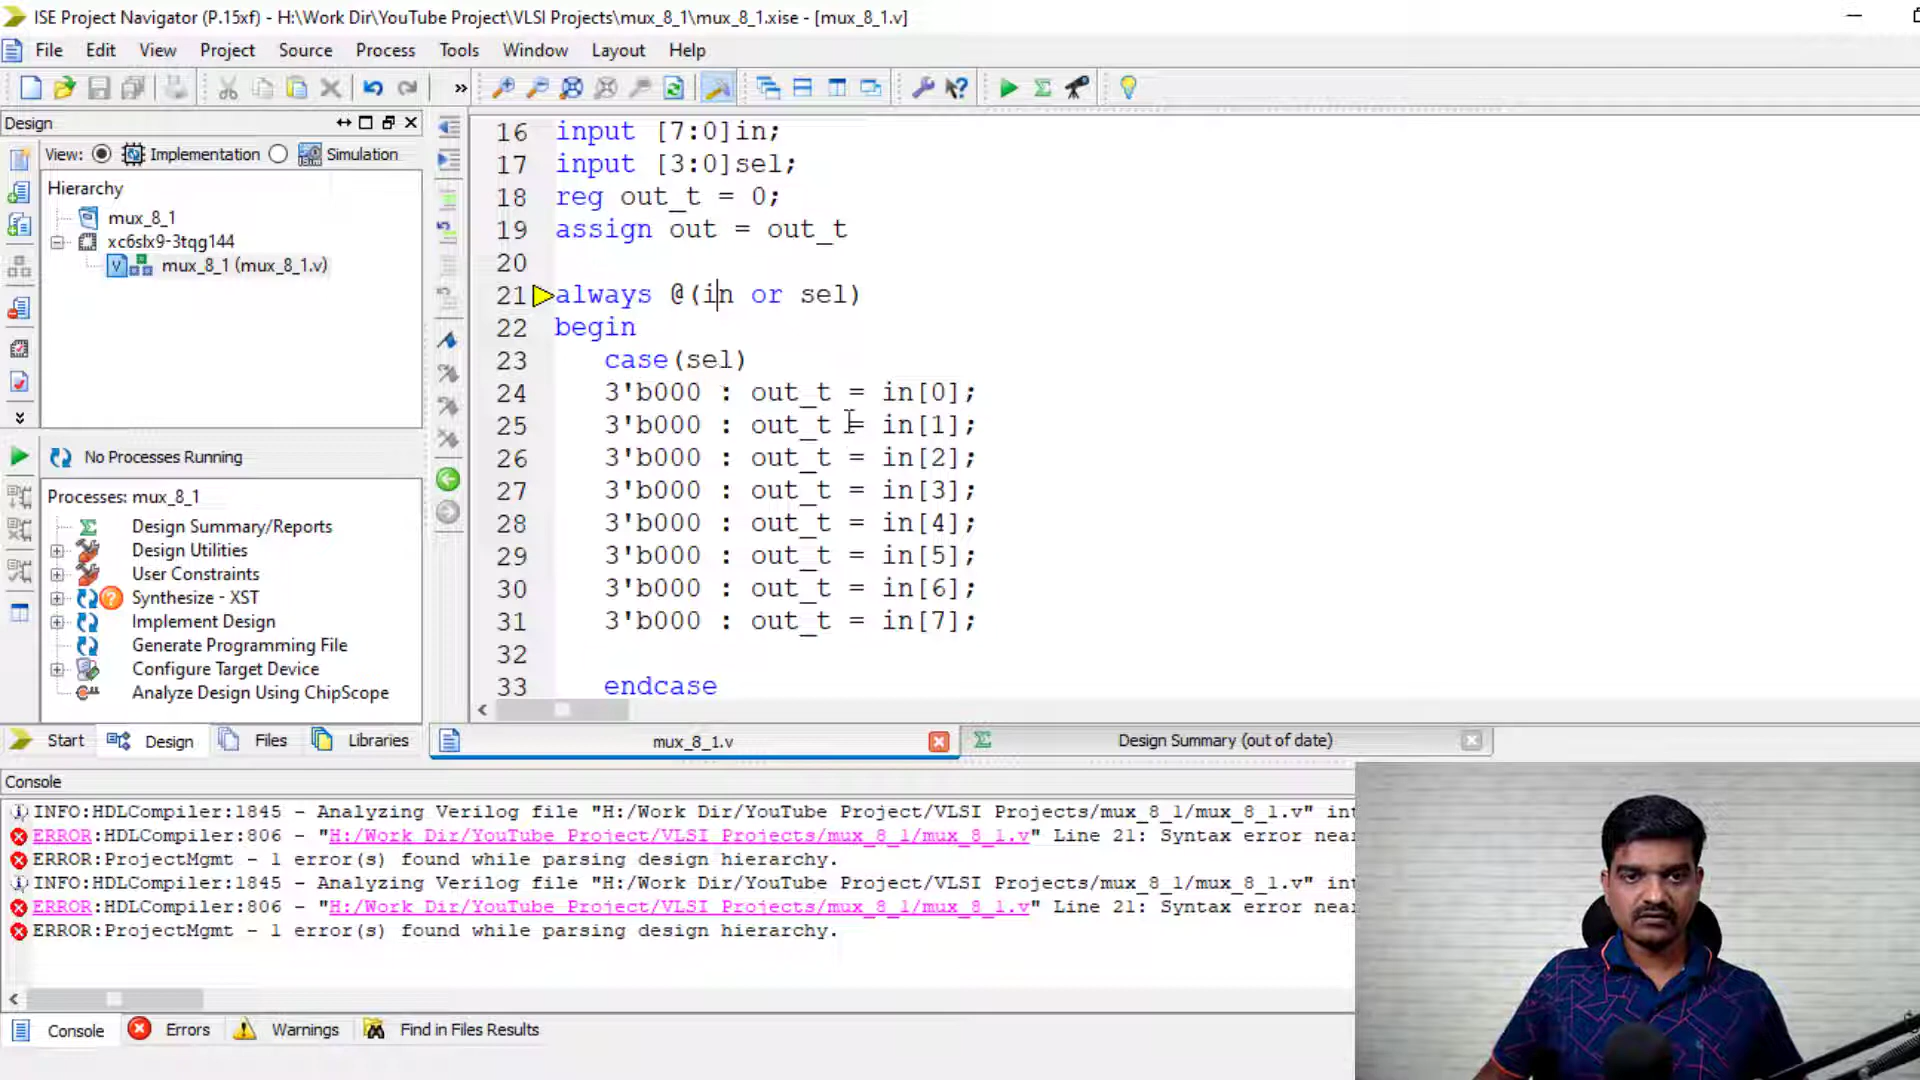 ISE Project Navigator (P.15xf) - H:\Work Dir\YouTube Project\VLSI Projects\mux_8_1\mux_8_1.xise - [mux_8_1.v]
File Edit View Project Source Process Tools Window Layout Help
Design
View: Implementation Simulation
Hierarchy
mux_8_1
xc6slx9-3tqg144
mux_8_1 (mux_8_1.v)
No Processes Running
Processes: mux_8_1
Design Summary/Reports
Design Utilities
User Constraints
Synthesize - XST
Implement Design
Generate Programming File
Configure Target Device
Analyze Design Using ChipScope
Start Design Files Libraries
16 input [7:0]in;
17 input [3:0]sel;
18 reg out_t = 0;
19 assign out = out_t
20
21 always @(in or sel)
22 begin
23 case(sel)
24 3'b000 : out_t = in[0];
25 3'b000 : out_t = in[1];
26 3'b000 : out_t = in[2];
27 3'b000 : out_t = in[3];
28 3'b000 : out_t = in[4];
29 3'b000 : out_t = in[5];
30 3'b000 : out_t = in[6];
31 3'b000 : out_t = in[7];
32
33 endcase
mux_8_1.v Design Summary (out of date)
Console
INFO:HDLCompiler:1845 - Analyzing Verilog file "H:/Work Dir/YouTube Project/VLSI Projects/mux_8_1/mux_8_1.v" int
ERROR:HDLCompiler:806 - "H:/Work Dir/YouTube Project/VLSI Projects/mux_8_1/mux_8_1.v" Line 21: Syntax error nea
ERROR:ProjectMgmt - 1 error(s) found while parsing design hierarchy.
INFO:HDLCompiler:1845 - Analyzing Verilog file "H:/Work Dir/YouTube Project/VLSI Projects/mux_8_1/mux_8_1.v" int
ERROR:HDLCompiler:806 - "H:/Work Dir/YouTube Project/VLSI Projects/mux_8_1/mux_8_1.v" Line 21: Syntax error nea
ERROR:ProjectMgmt - 1 error(s) found while parsing design hierarchy.
Console Errors Warnings Find in Files Results